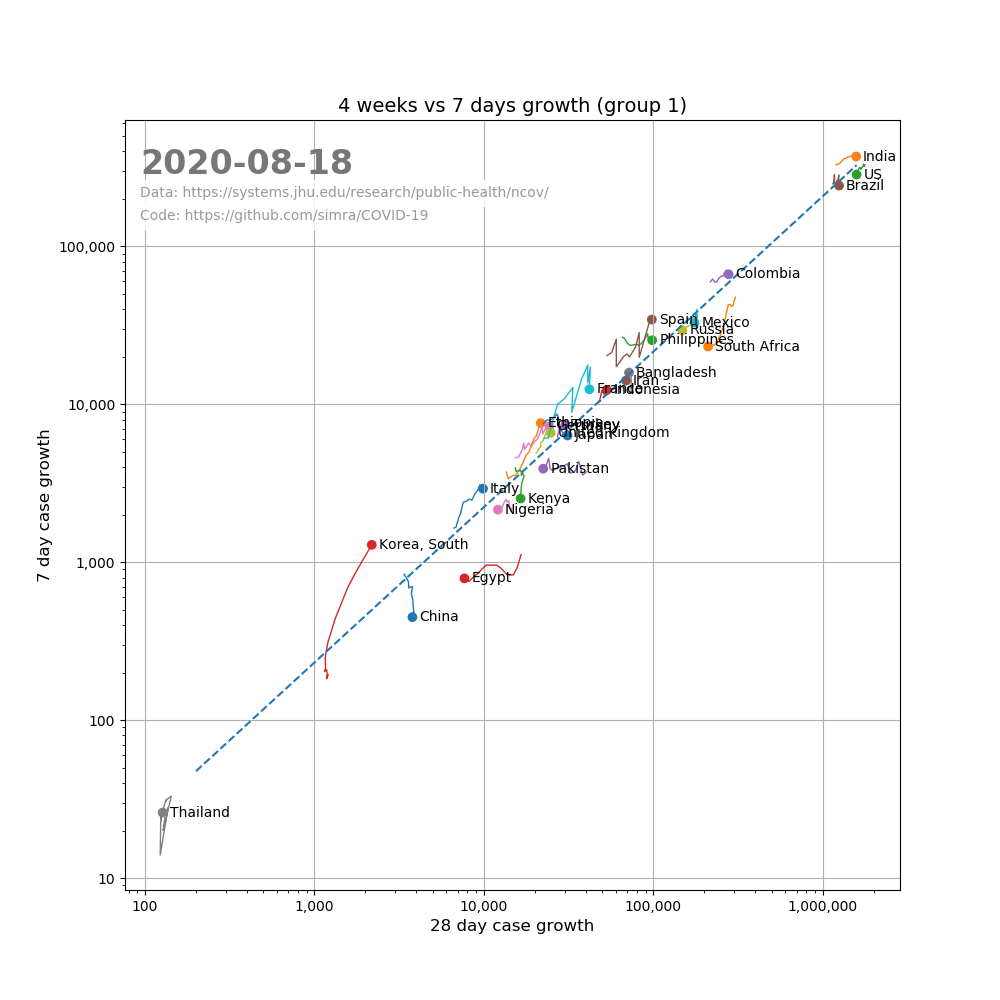 4 weeks vs 7 days growth (group 1)
2020-08-18
Data: https://systems.jhu.edu/research/public-health/ncov/
Code: https://github.com/simra/COVID-19
India
US
Brazil
100,000
Colombia
Spain
Mexico
Russia
Philippines
South Africa
Bangladesh
Iran
Indonesia
France
10,000
Ethiopia
Germany
United Kingdom
Japan
Pakistan
Italy
Kenya
Nigeria
Korea, South
1,000
Egypt
China
100
Thailand
10
7 day case growth
100
1,000
10,000
100,000
1,000,000
28 day case growth